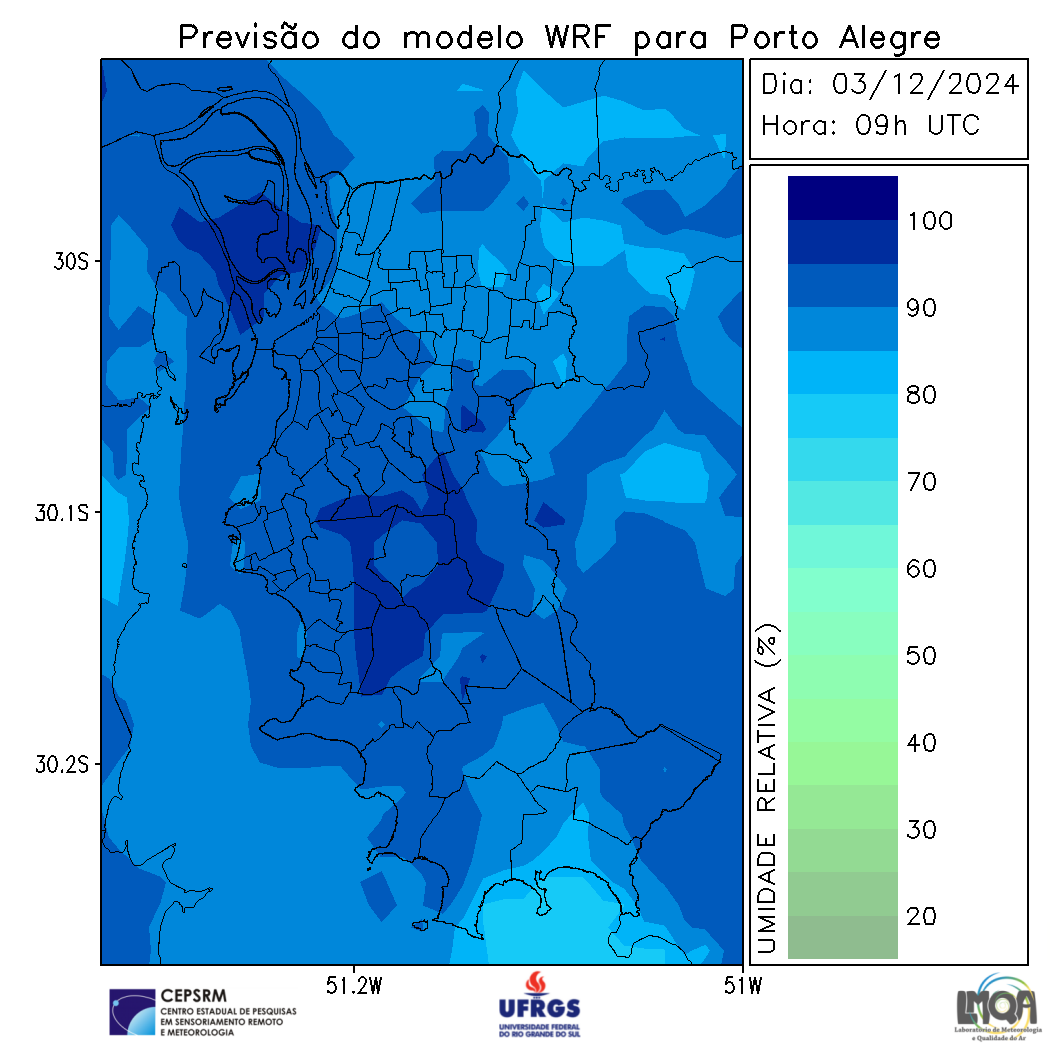 Previsão do modelo WRF para Porto Alegre
Dia: 03/12/2024
Hora: 09h UTC
30S
30.1S
30.2S
51.2W
51W
100
90
80
70
60
50
40
30
20
UMIDADE RELATIVA (%)
CEPSRM
CENTRO ESTADUAL DE PESQUISAS
EM SENSORIAMENTO REMOTO
E METEOROLOGIA
UFRGS
UNIVERSIDADE FEDERAL
DO RIO GRANDE DO SUL
LMQA
Laboratório de Meteorologia
e Qualidade do Ar